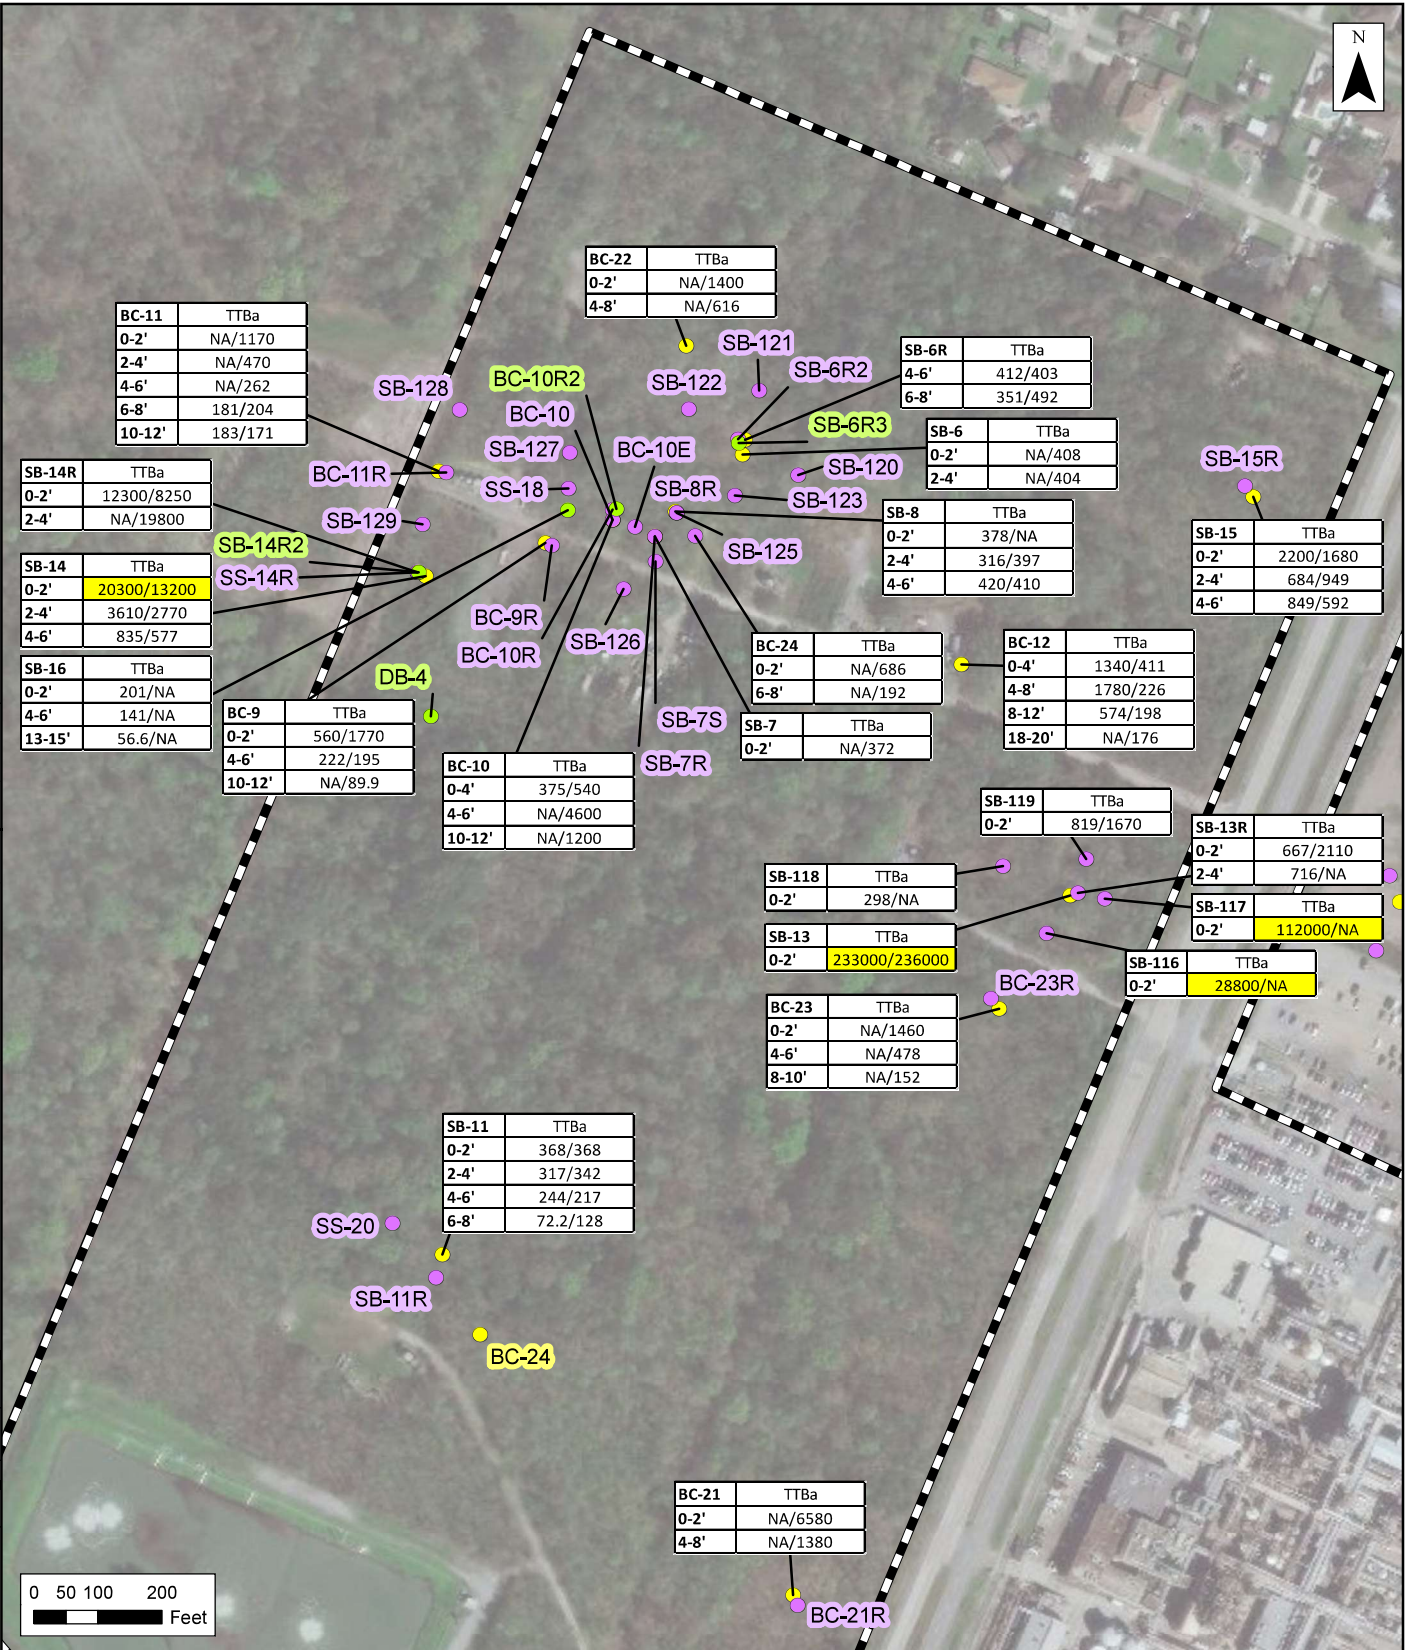 N
BC-22 TTBa
0-2' NA/1400
4-8' NA/616
BC-11 TTBa
0-2' NA/1170
2-4' NA/470
4-6' NA/262
6-8' 181/204
10-12' 183/171
SB-121
SB-6R2
SB-6R TTBa
4-6' 412/403
6-8' 351/492
SB-128
BC-10R2
SB-122
BC-10
SB-6R3
SB-6 TTBa
0-2' NA/408
2-4' NA/404
SB-127
BC-10E
SB-120
SB-15R
SB-14R TTBa
0-2' 12300/8250
2-4' NA/19800
BC-11R
SS-18
SB-8R
SB-123
SB-129
SB-8 TTBa
0-2' 378/NA
2-4' 316/397
4-6' 420/410
SB-15 TTBa
0-2' 2200/1680
2-4' 684/949
4-6' 849/592
SB-14R2
SB-125
SB-14 TTBa
0-2' 20300/13200
2-4' 3610/2770
4-6' 835/577
SS-14R
BC-9R
SB-126
BC-10R
BC-24 TTBa
0-2' NA/686
6-8' NA/192
BC-12 TTBa
0-4' 1340/411
4-8' 1780/226
8-12' 574/198
18-20' NA/176
SB-16 TTBa
0-2' 201/NA
4-6' 141/NA
13-15' 56.6/NA
DB-4
BC-9 TTBa
0-2' 560/1770
4-6' 222/195
10-12' NA/89.9
SB-7S
SB-7 TTBa
0-2' NA/372
SB-7R
BC-10 TTBa
0-4' 375/540
4-6' NA/4600
10-12' NA/1200
SB-119 TTBa
0-2' 819/1670
SB-13R TTBa
0-2' 667/2110
2-4' 716/NA
SB-118 TTBa
0-2' 298/NA
SB-117 TTBa
0-2' 112000/NA
SB-13 TTBa
0-2' 233000/236000
SB-116 TTBa
0-2' 28800/NA
BC-23R
BC-23 TTBa
0-2' NA/1460
4-6' NA/478
8-10' NA/152
SB-11 TTBa
0-2' 368/368
2-4' 317/342
4-6' 244/217
6-8' 72.2/128
SS-20
SB-11R
BC-24
BC-21 TTBa
0-2' NA/6580
4-8' NA/1380
BC-21R
0 50 100 200
Feet